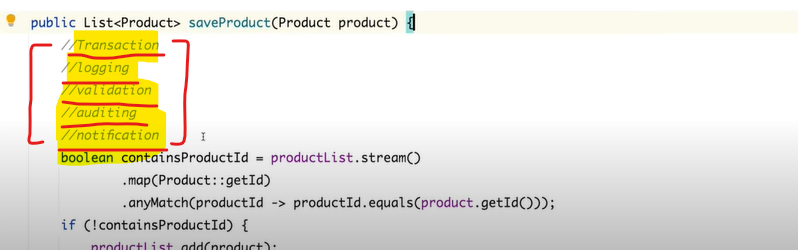 public List<Product> saveProduct(Product product) {
//Transaction
//logging
//validation
//auditing
//notification
boolean containsProductId = productList.stream()
.map(Product::getId)
.anyMatch(productId -> productId.equals(product.getId()));
if (!containsProductId) {
productList.add(product);